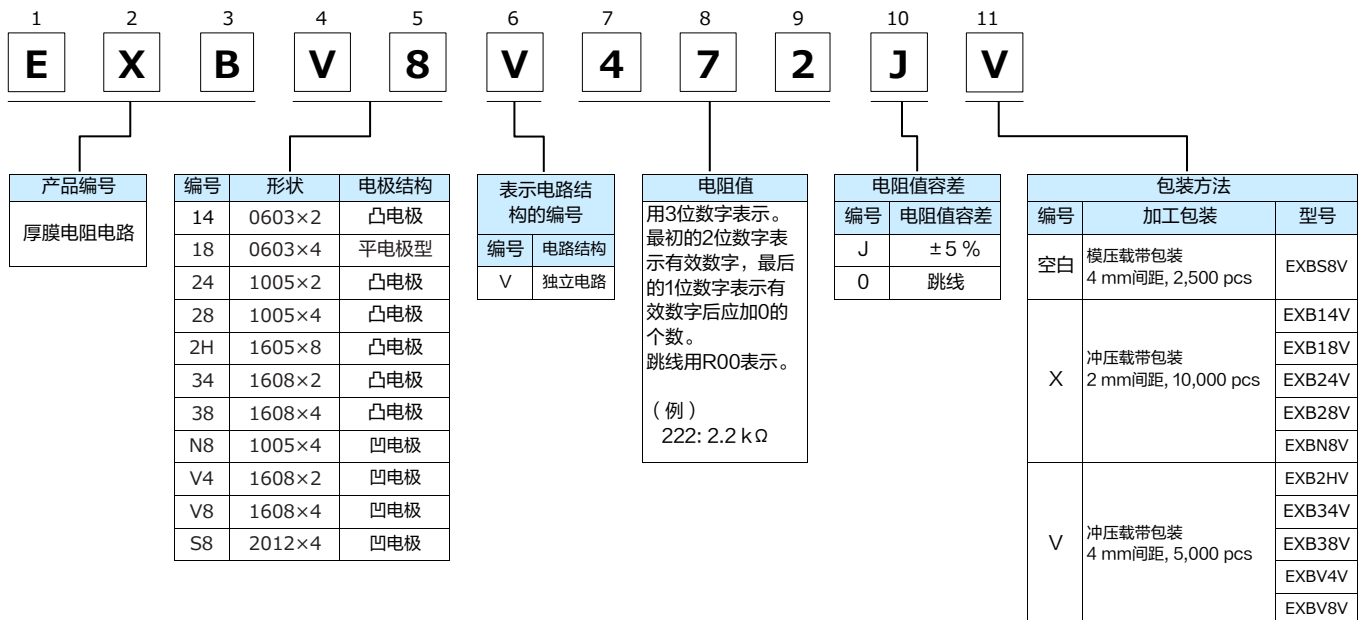 1 2 3 4 5 6 7 8 9 10 11
E X B V 8 V 4 7 2 J V
产品编号
厚膜电阻电路
编号 形状 电极结构
14 0603×2 凸电极
18 0603×4 平电极型
24 1005×2 凸电极
28 1005×4 凸电极
2H 1605×8 凸电极
34 1608×2 凸电极
38 1608×4 凸电极
N8 1005×4 凹电极
V4 1608×2 凹电极
V8 1608×4 凹电极
S8 2012×4 凹电极
表示电路结
构的编号
编号 电路结构
V 独立电路
电阻值
用3位数字表示。
最初的2位数字表
示有效数字，最后
的1位数字表示有
效数字后应加0的
个数。
跳线用R00表示。
（例）
222: 2.2 kΩ
电阻值容差
编号 电阻值容差
J ±5 %
0 跳线
包装方法
编号 加工包装 型号
空白 模压载带包装
4 mm间距, 2,500 pcs EXBS8V
X 冲压载带包装
2 mm间距, 10,000 pcs
EXB14V
EXB18V
EXB24V
EXB28V
EXBN8V
V 冲压载带包装
4 mm间距, 5,000 pcs
EXB2HV
EXB34V
EXB38V
EXBV4V
EXBV8V